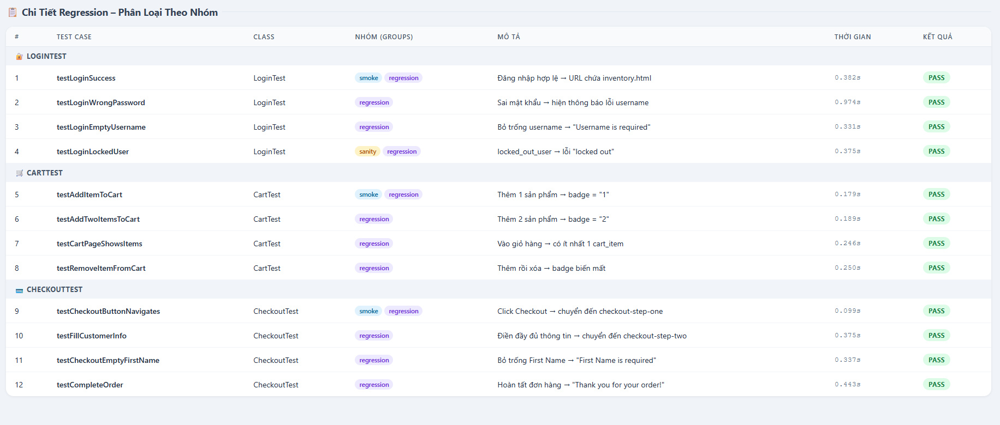 Chi Tiết Regression – Phân Loại Theo Nhóm
# TEST CASE CLASS NHÓM (GROUPS) MÔ TẢ THỜI GIAN KẾT QUẢ
LOGINTEST
1 testLoginSuccess LoginTest smoke regression Đăng nhập hợp lệ → URL chứa inventory.html 0.382s PASS
2 testLoginWrongPassword LoginTest regression Sai mật khẩu → hiện thông báo lỗi username 0.974s PASS
3 testLoginEmptyUsername LoginTest regression Bỏ trống username → "Username is required" 0.331s PASS
4 testLoginLockedUser LoginTest sanity regression locked_out_user → lỗi "locked out" 0.375s PASS
CARTTEST
5 testAddItemToCart CartTest smoke regression Thêm 1 sản phẩm → badge = "1" 0.179s PASS
6 testAddTwoItemsToCart CartTest regression Thêm 2 sản phẩm → badge = "2" 0.189s PASS
7 testCartPageShowsItems CartTest regression Vào giỏ hàng → có ít nhất 1 cart_item 0.246s PASS
8 testRemoveItemFromCart CartTest regression Thêm rồi xóa → badge biến mất 0.250s PASS
CHECKOUTTEST
9 testCheckoutButtonNavigates CheckoutTest smoke regression Click Checkout → chuyển đến checkout-step-one 0.099s PASS
10 testFillCustomerInfo CheckoutTest regression Điền đầy đủ thông tin → chuyển đến checkout-step-two 0.375s PASS
11 testCheckoutEmptyFirstName CheckoutTest regression Bỏ trống First Name → "First Name is required" 0.337s PASS
12 testCompleteOrder CheckoutTest regression Hoàn tất đơn hàng → "Thank you for your order!" 0.443s PASS